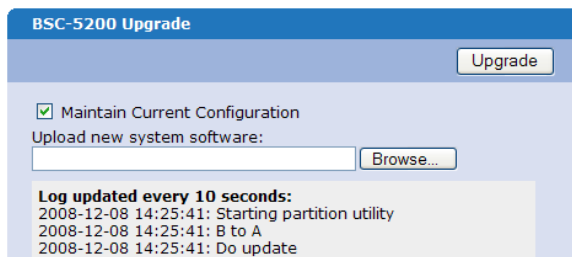 BSC-5200 Upgrade
Upgrade
Maintain Current Configuration
Upload new system software:
Browse...
Log updated every 10 seconds:
2008-12-08 14:25:41: Starting partition utility
2008-12-08 14:25:41: B to A
2008-12-08 14:25:41: Do update